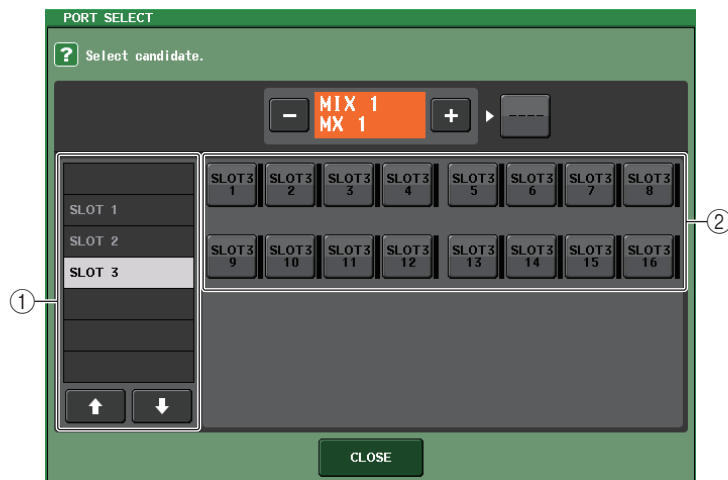 PORT SELECT
? Select candidate.
MIX 1
MX 1
- + ----
SLOT 1
SLOT 2
SLOT 3
SLOT3 1
SLOT3 2
SLOT3 3
SLOT3 4
SLOT3 5
SLOT3 6
SLOT3 7
SLOT3 8
SLOT3 9
SLOT3 10
SLOT3 11
SLOT3 12
SLOT3 13
SLOT3 14
SLOT3 15
SLOT3 16
①
②
CLOSE